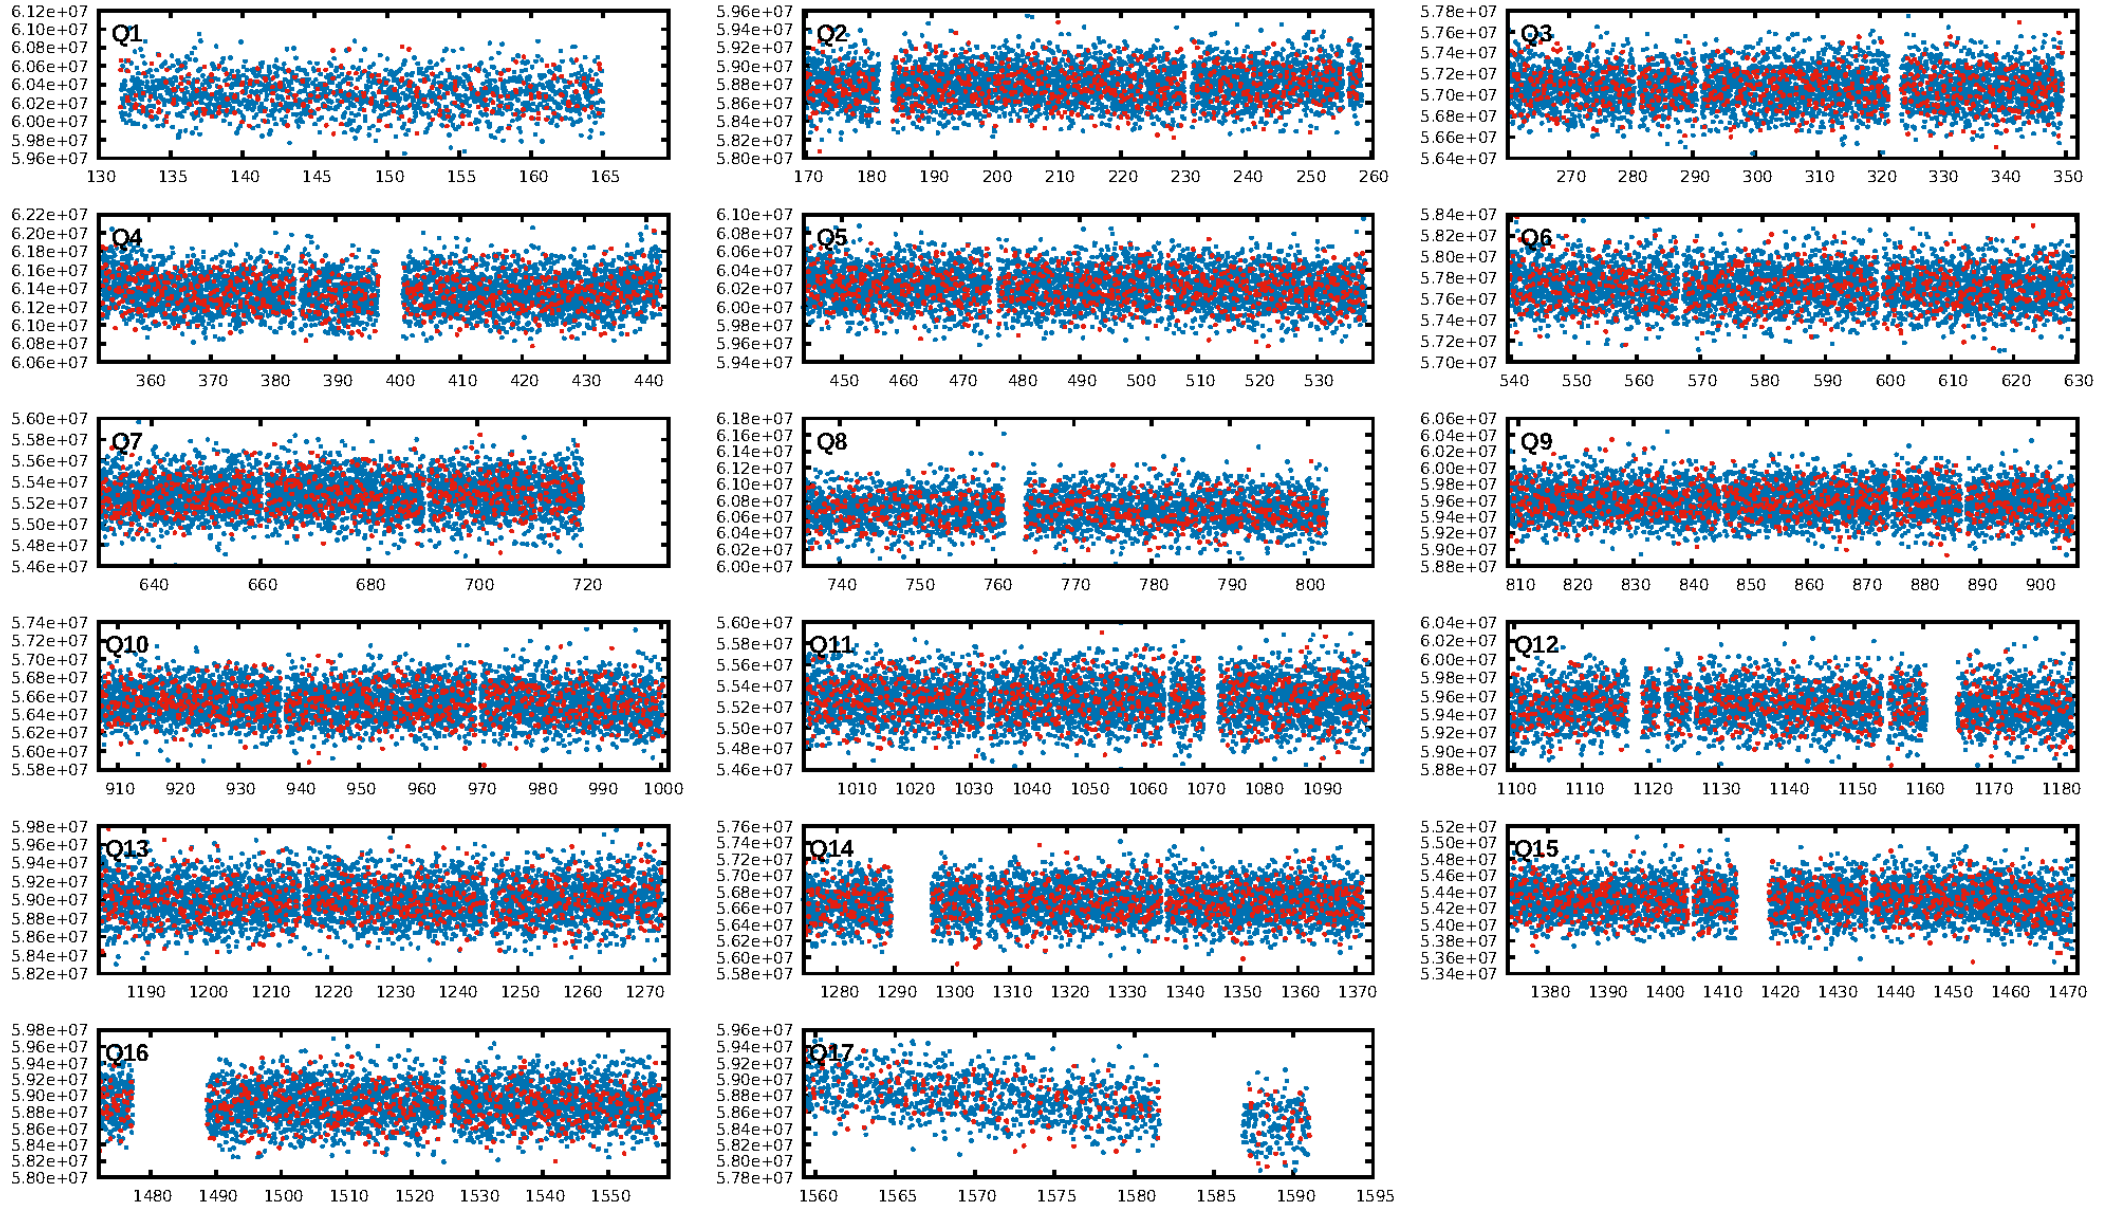 6.12e+07
6.10e+07
Q1
6.08e+07
6.06e+07
6.04e+07
6.02e+07
6.00e+07
5.98e+07
5.96e+07
130 135 140 145 150 155 160 165
5.96e+07
5.94e+07
Q2
5.92e+07
5.90e+07
5.88e+07
5.86e+07
5.84e+07
5.82e+07
5.80e+07
170 180 190 200 210 220 230 240 250 260
5.78e+07
5.76e+07
Q3
5.74e+07
5.72e+07
5.70e+07
5.68e+07
5.66e+07
5.64e+07
270 280 290 300 310 320 330 340 350
6.22e+07
6.20e+07
Q4
6.18e+07
6.16e+07
6.14e+07
6.12e+07
6.10e+07
6.08e+07
6.06e+07
360 370 380 390 400 410 420 430 440
6.10e+07
6.08e+07
Q5
6.06e+07
6.04e+07
6.02e+07
6.00e+07
5.98e+07
5.96e+07
5.94e+07
450 460 470 480 490 500 510 520 530
5.84e+07
5.82e+07
Q6
5.80e+07
5.78e+07
5.76e+07
5.74e+07
5.72e+07
5.70e+07
540 550 560 570 580 590 600 610 620 630
5.60e+07
5.58e+07
Q7
5.56e+07
5.54e+07
5.52e+07
5.50e+07
5.48e+07
5.46e+07
640 660 680 700 720
6.18e+07
6.16e+07
Q8
6.14e+07
6.12e+07
6.10e+07
6.08e+07
6.06e+07
6.04e+07
6.02e+07
6.00e+07
740 750 760 770 780 790 800
6.06e+07
6.04e+07
Q9
6.02e+07
6.00e+07
5.98e+07
5.96e+07
5.94e+07
5.92e+07
5.90e+07
5.88e+07
810 820 830 840 850 860 870 880 890 900
5.74e+07
5.72e+07
Q10
5.70e+07
5.68e+07
5.66e+07
5.64e+07
5.62e+07
5.60e+07
5.58e+07
910 920 930 940 950 960 970 980 990 1000
5.60e+07
5.58e+07
Q11
5.56e+07
5.54e+07
5.52e+07
5.50e+07
5.48e+07
5.46e+07
1010 1020 1030 1040 1050 1060 1070 1080 1090
6.04e+07
6.02e+07
Q12
6.00e+07
5.98e+07
5.96e+07
5.94e+07
5.92e+07
5.90e+07
5.88e+07
1100 1110 1120 1130 1140 1150 1160 1170 1180
5.98e+07
5.96e+07
Q13
5.94e+07
5.92e+07
5.90e+07
5.88e+07
5.86e+07
5.84e+07
5.82e+07
1190 1200 1210 1220 1230 1240 1250 1260 1270
5.76e+07
5.74e+07
Q14
5.72e+07
5.70e+07
5.68e+07
5.66e+07
5.64e+07
5.62e+07
5.60e+07
5.58e+07
1280 1290 1300 1310 1320 1330 1340 1350 1360 1370
5.52e+07
5.50e+07
Q15
5.48e+07
5.46e+07
5.44e+07
5.42e+07
5.40e+07
5.38e+07
5.36e+07
5.34e+07
1380 1390 1400 1410 1420 1430 1440 1450 1460 1470
5.98e+07
5.96e+07
Q16
5.94e+07
5.92e+07
5.90e+07
5.88e+07
5.86e+07
5.84e+07
5.82e+07
5.80e+07
1480 1490 1500 1510 1520 1530 1540 1550
5.96e+07
5.94e+07
Q17
5.92e+07
5.90e+07
5.88e+07
5.86e+07
5.84e+07
5.82e+07
5.80e+07
5.78e+07
1560 1565 1570 1575 1580 1585 1590 1595